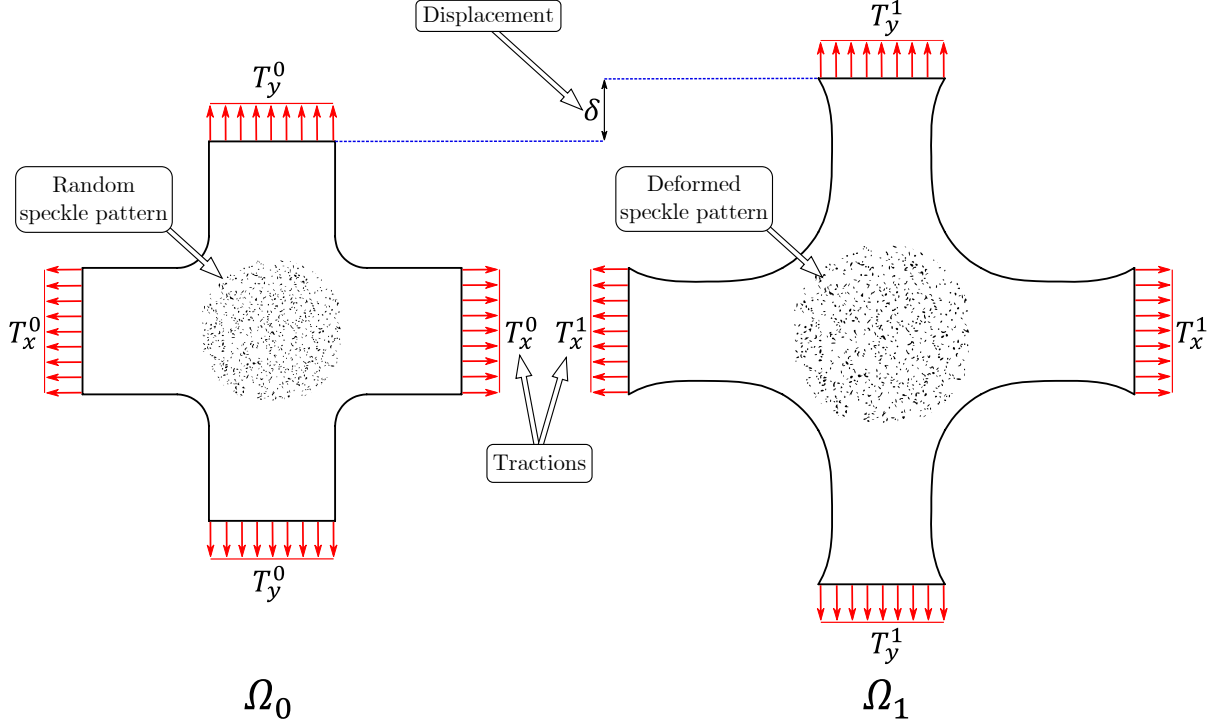 Displacement
T_y^1
T_y^0
δ
Random
speckle pattern
Deformed
speckle pattern
T_x^0
T_x^0
T_x^1
T_x^1
Tractions
T_y^0
T_y^1
Ω_0
Ω_1